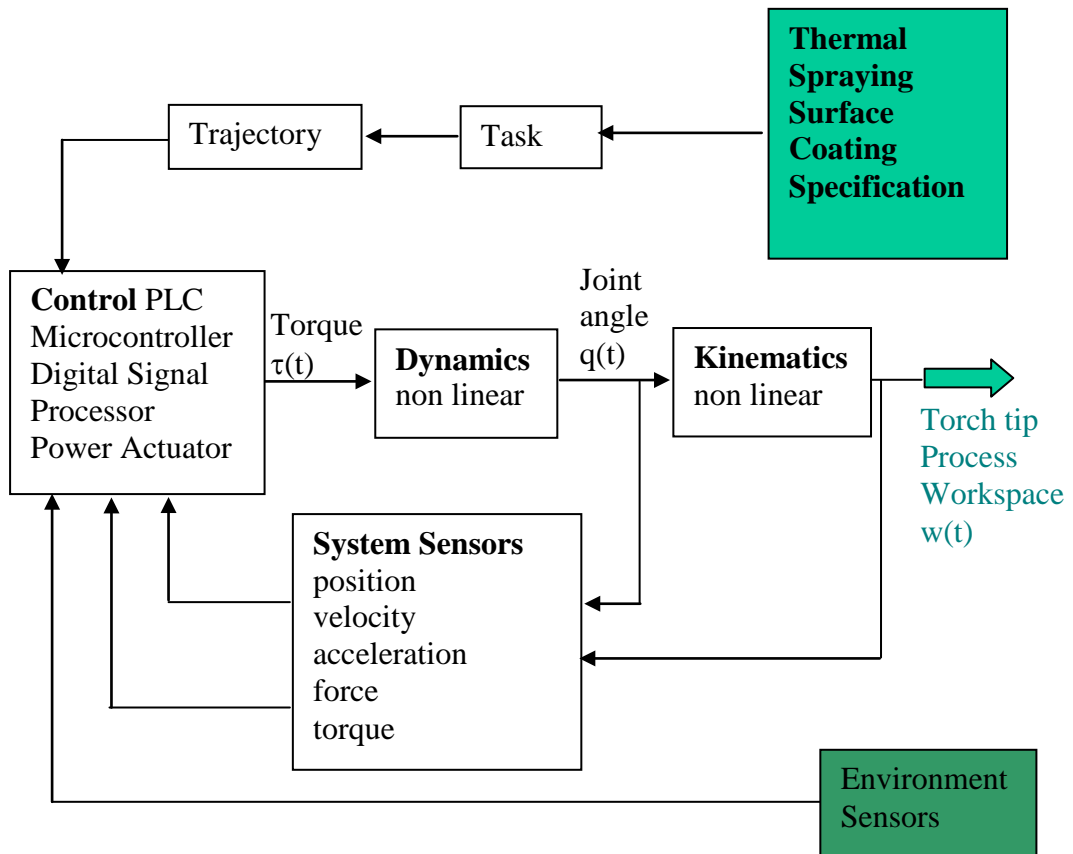 Thermal
Spraying
Surface
Coating
Specification
Task
Trajectory
Control PLC
Microcontroller
Digital Signal
Processor
Power Actuator
Torque
τ(t)
Dynamics
non linear
Joint
angle
q(t)
Kinematics
non linear
Torch tip
Process
Workspace
w(t)
System Sensors
position
velocity
acceleration
force
torque
Environment
Sensors